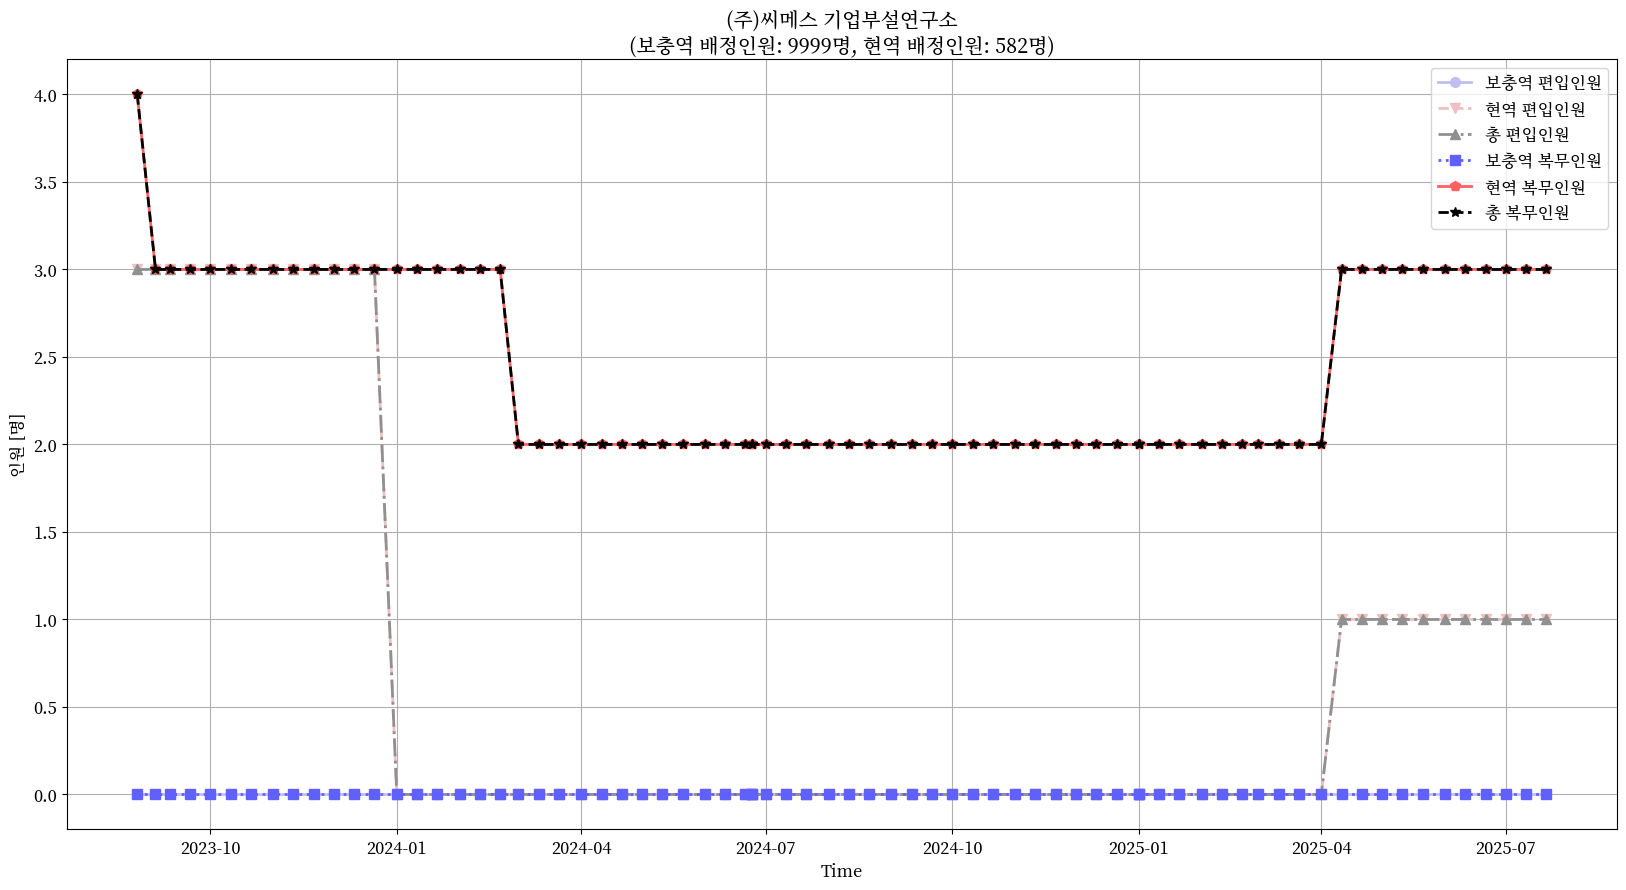 (주)씨메스 기업부설연구소
(보충역 배정인원: 9999명, 현역 배정인원: 582명)
보충역 편입인원
현역 편입인원
총 편입인원
보충역 복무인원
현역 복무인원
총 복무인원
4.0
3.5
3.0
2.5
2.0
1.5
1.0
0.5
0.0
인원 [명]
2023-10
2024-01
2024-04
2024-07
2024-10
2025-01
2025-04
2025-07
Time